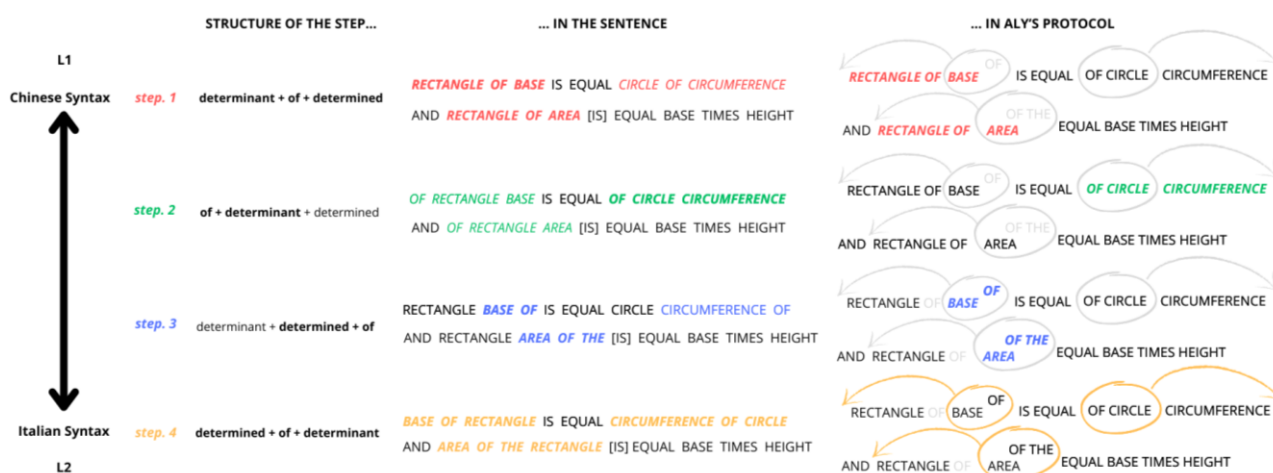 STRUCTURE OF THE STEP... ... IN THE SENTENCE ... IN ALY'S PROTOCOL
L1
Chinese Syntax
step. 1
determinant + of + determined
RECTANGLE OF BASE IS EQUAL CIRCLE OF CIRCUMFERENCE
AND RECTANGLE OF AREA [IS] EQUAL BASE TIMES HEIGHT
OF
RECTANGLE OF BASE IS EQUAL OF CIRCLE CIRCUMFERENCE
OF THE
AND RECTANGLE OF AREA EQUAL BASE TIMES HEIGHT
step. 2
of + determinant + determined
OF RECTANGLE BASE IS EQUAL OF CIRCLE CIRCUMFERENCE
AND OF RECTANGLE AREA [IS] EQUAL BASE TIMES HEIGHT
OF
RECTANGLE OF BASE IS EQUAL OF CIRCLE CIRCUMFERENCE
OF THE
AND RECTANGLE OF AREA EQUAL BASE TIMES HEIGHT
step. 3
determinant + determined + of
RECTANGLE BASE OF IS EQUAL CIRCLE CIRCUMFERENCE OF
AND RECTANGLE AREA OF THE [IS] EQUAL BASE TIMES HEIGHT
OF
RECTANGLE OF BASE IS EQUAL OF CIRCLE CIRCUMFERENCE
OF THE
AND RECTANGLE OF AREA EQUAL BASE TIMES HEIGHT
Italian Syntax
step. 4
determined + of + determinant
BASE OF RECTANGLE IS EQUAL CIRCUMFERENCE OF CIRCLE
AND AREA OF THE RECTANGLE [IS] EQUAL BASE TIMES HEIGHT
OF
RECTANGLE OF BASE IS EQUAL OF CIRCLE CIRCUMFERENCE
OF THE
AND RECTANGLE OF AREA EQUAL BASE TIMES HEIGHT
L2